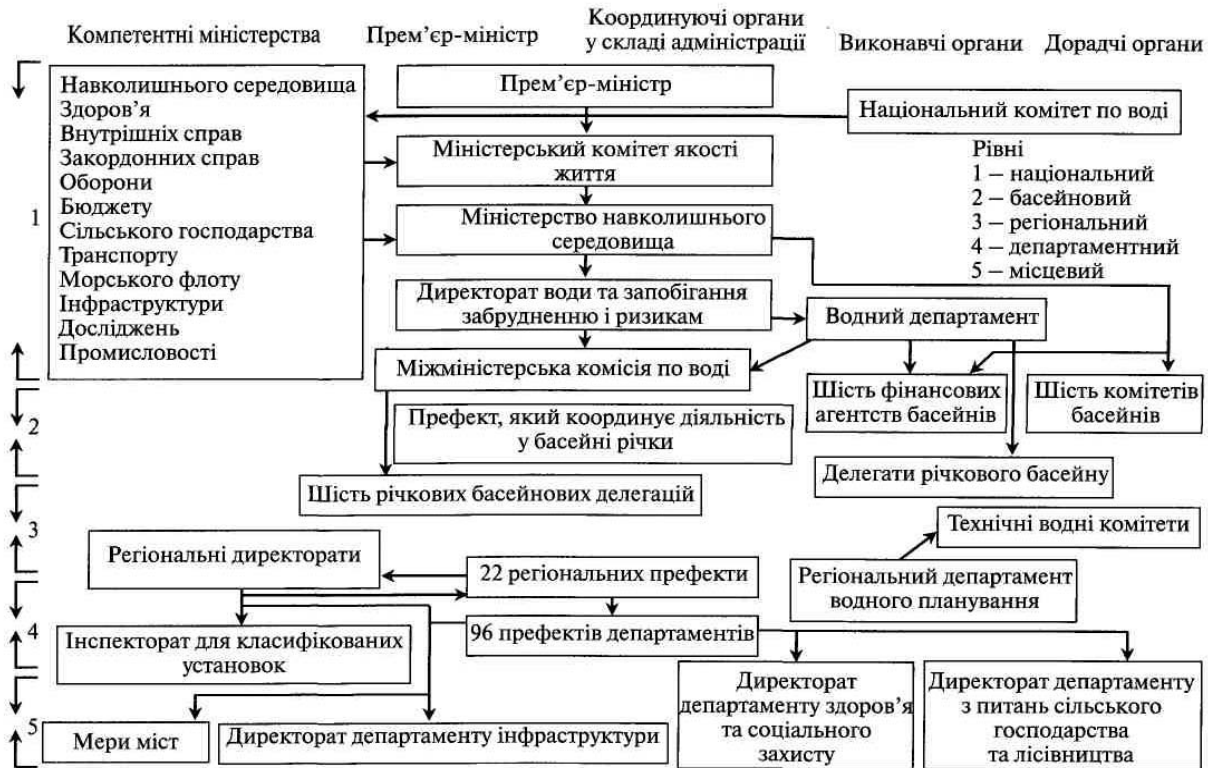 Компетентні міністерства
Прем’єр-міністр
Координуючі органи
у складі адміністрації
Виконавчі органи
Дорадчі органи
1
Навколишнього середовища
Здоров’я
Внутрішніх справ
Закордонних справ
Оборони
Бюджету
Сільського господарства
Транспорту
Морського флоту
Інфраструктури
Досліджень
Промисловості
Прем’єр-міністр
Національний комітет по воді
Міністерський комітет якості
життя
Рівні
1 – національний
2 – басейновий
3 – регіональний
4 – департаментний
5 – місцевий
Міністерство навколишнього
середовища
Директорат води та запобігання
забрудненню і ризикам
Водний департамент
Міжміністерська комісія по воді
Шість фінансових
агентств басейнів
Шість комітетів
басейнів
2
Префект, який координує діяльність
у басейні річки
Делегати річкового басейну
Шість річкових басейнових делегацій
3
Технічні водні комітети
Регіональні директорати
22 регіональних префекти
Регіональний департамент
водного планування
4
Інспекторат для класифікованих
установок
96 префектів департаментів
5
Мери міст
Директорат департаменту інфраструктури
Директорат
департаменту здоров’я
та соціального
захисту
Директорат департаменту
з питань сільського
господарства
та лісівництва